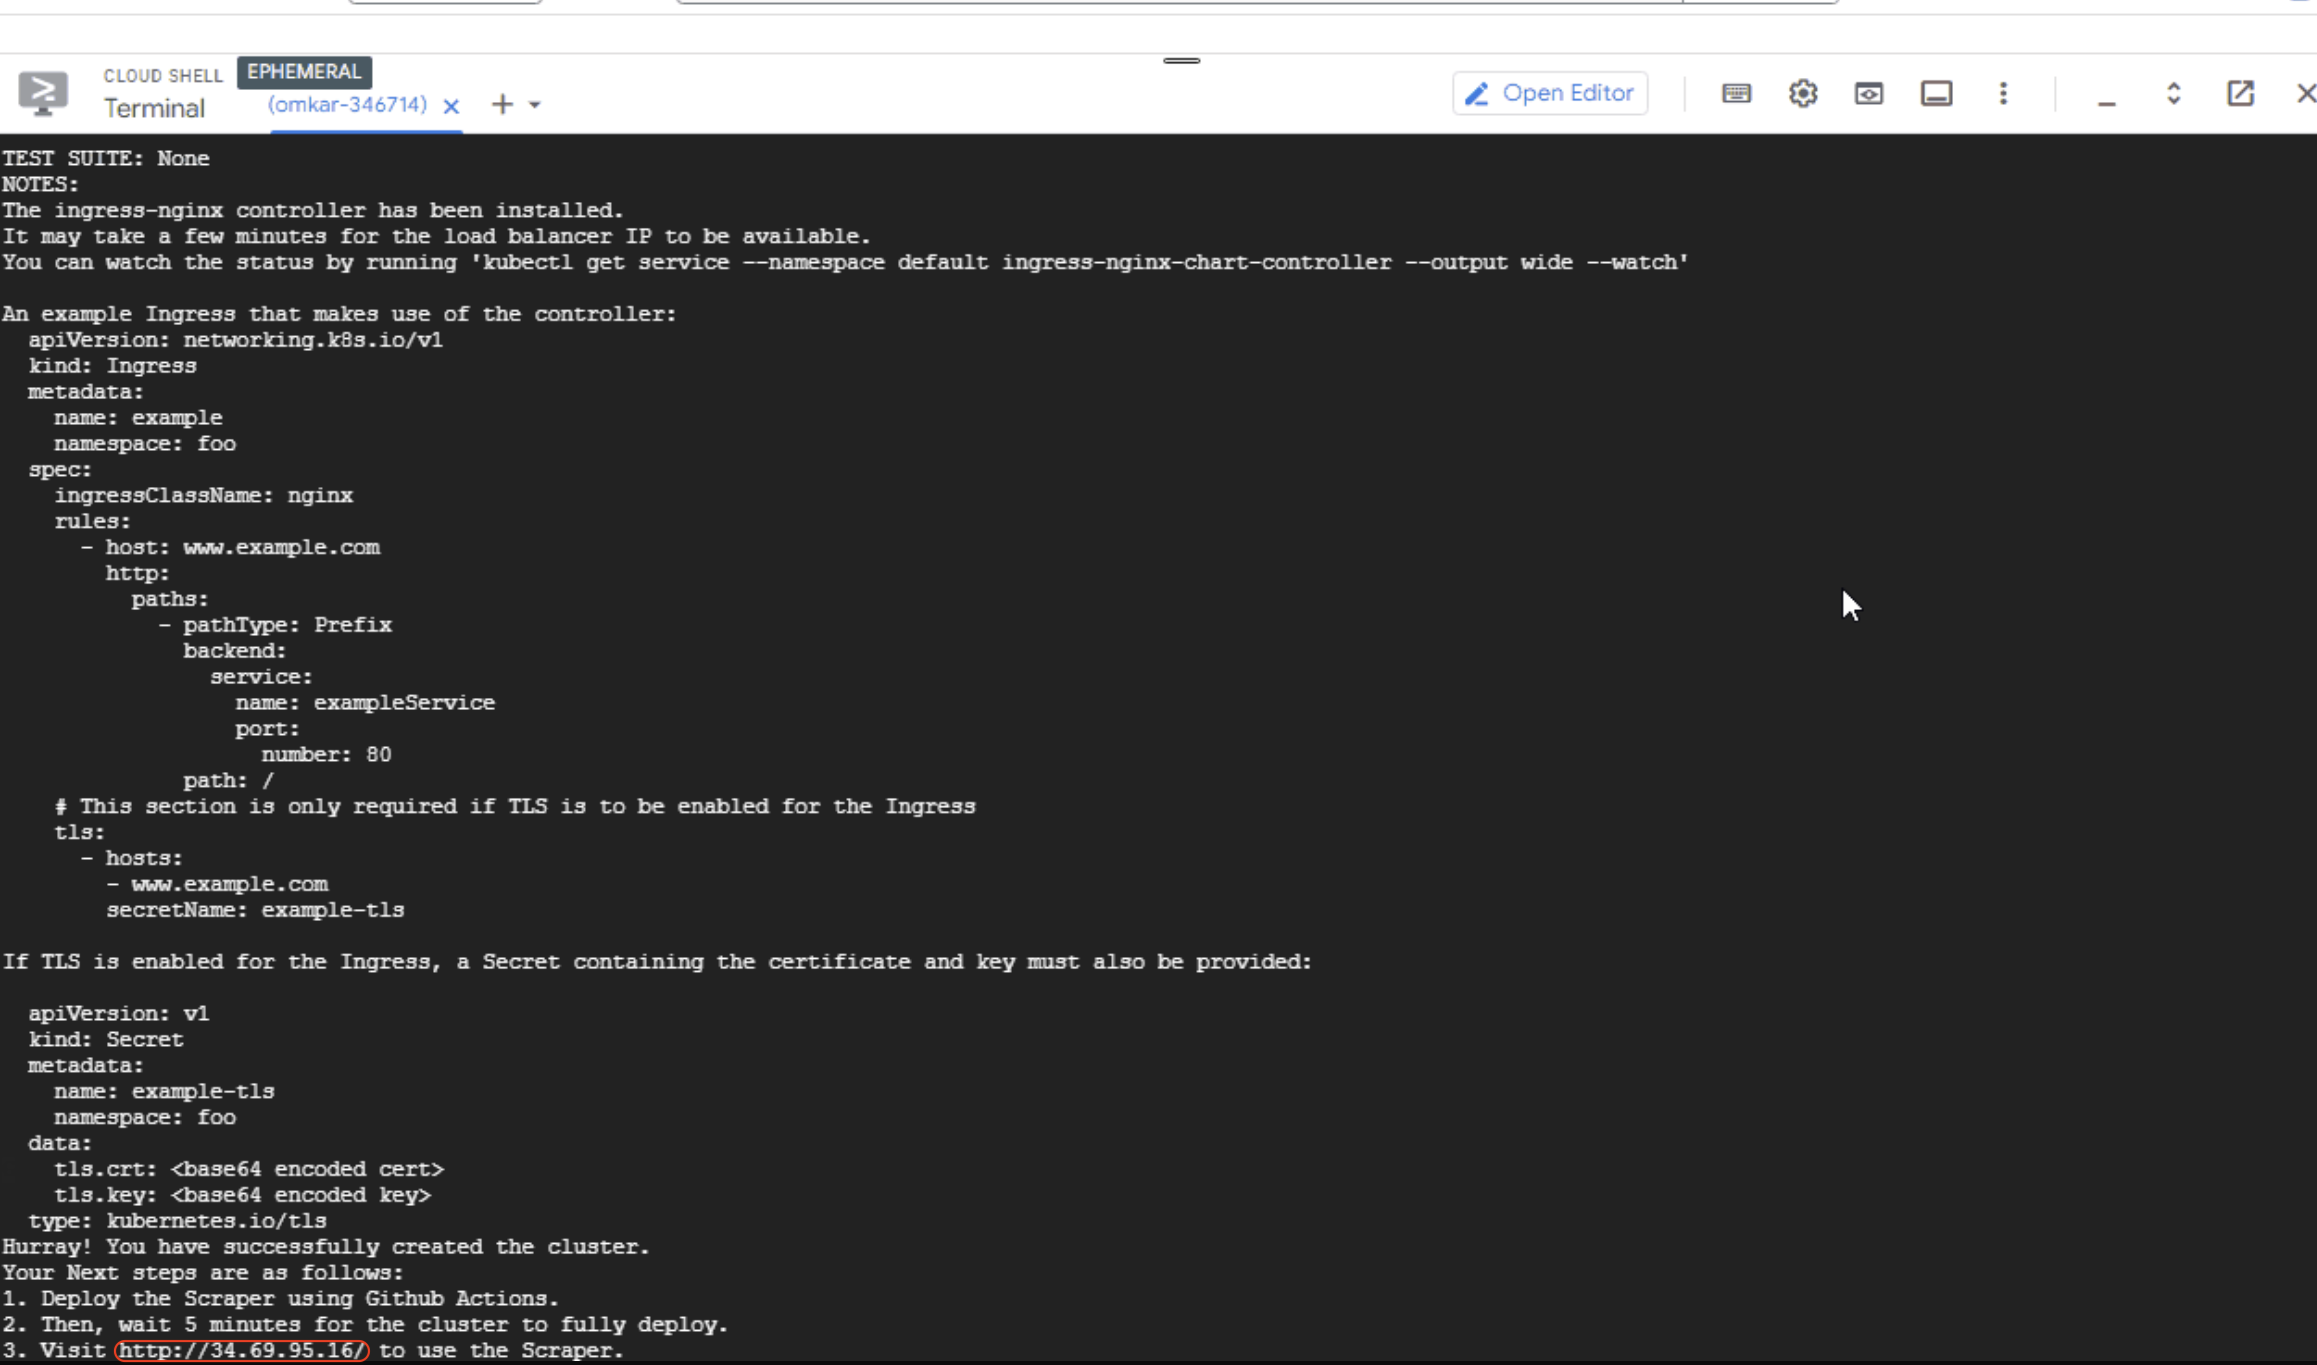 CLOUD SHELL
Terminal
EPHEMERAL
(omkar-346714)
Open Editor
TEST SUITE: None
NOTES:
The ingress-nginx controller has been installed.
It may take a few minutes for the load balancer IP to be available.
You can watch the status by running 'kubectl get service --namespace default ingress-nginx-chart-controller --output wide --watch'
An example Ingress that makes use of the controller:
  apiVersion: networking.k8s.io/v1
  kind: Ingress
  metadata:
    name: example
    namespace: foo
  spec:
    ingressClassName: nginx
    rules:
      - host: www.example.com
        http:
          paths:
            - pathType: Prefix
              backend:
                service:
                  name: exampleService
                  port:
                    number: 80
              path: /
    # This section is only required if TLS is to be enabled for the Ingress
    tls:
      - hosts:
        - www.example.com
        secretName: example-tls
If TLS is enabled for the Ingress, a Secret containing the certificate and key must also be provided:
  apiVersion: v1
  kind: Secret
  metadata:
    name: example-tls
    namespace: foo
  data:
    tls.crt: <base64 encoded cert>
    tls.key: <base64 encoded key>
  type: kubernetes.io/tls
Hurray! You have successfully created the cluster.
Your Next steps are as follows:
1. Deploy the Scraper using Github Actions.
2. Then, wait 5 minutes for the cluster to fully deploy.
3. Visit http://34.69.95.16/ to use the Scraper.